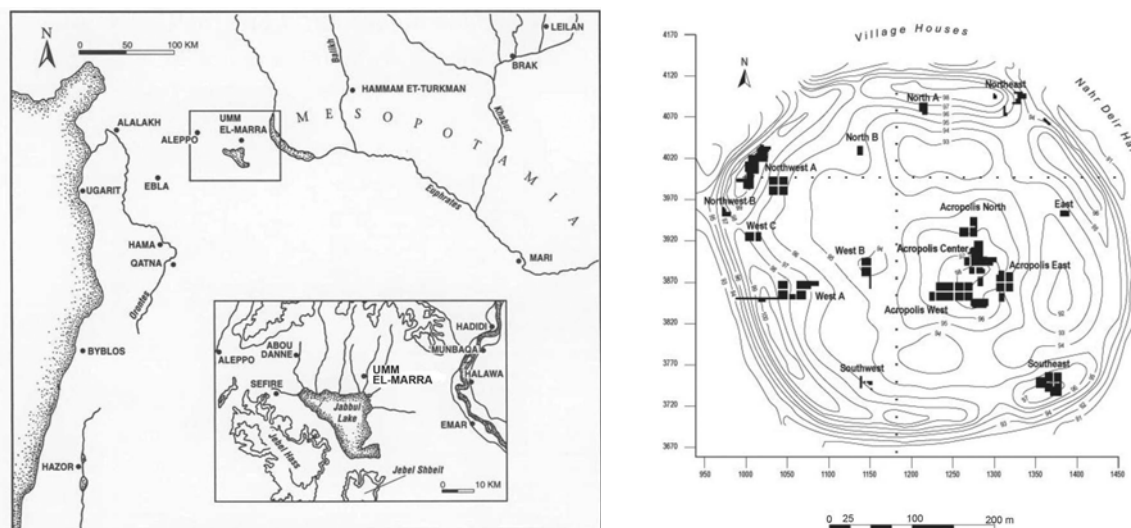 N
0 50 100 KM
LEILAN
BRAK
Balikh
HAMMAM ET-TURKMAN
Khabur
MESOPOTAMIA
ALALAKH
ALEPPO
UMM
EL-MARRA
UGARIT
EBLA
Euphrates
HAMA
QATNA
MARI
Orontes
BYBLOS
HAZOR
HADIDI
ABOU
DANNE
MUNBAQA
ALEPPO
UMM
EL-MARRA
HALAWA
SEFIRE
Jabbul
Lake
EMAR
Jebel Hass
Jebel Shbeit
0 10 KM
4170
4120
4070
4020
3970
3920
3870
3820
3770
3720
3670
Village Houses
N
Northeast
North A
Nahr Deir Ha
North B
Northwest A
Northwest B
East
Acropolis North
West C
Acropolis Center
West B
Acropolis East
West A
Acropolis West
Southwest
Southeast
940 1000 1050 1100 1150 1200 1250 1300 1350 1400 1450
0 25 100 200 m